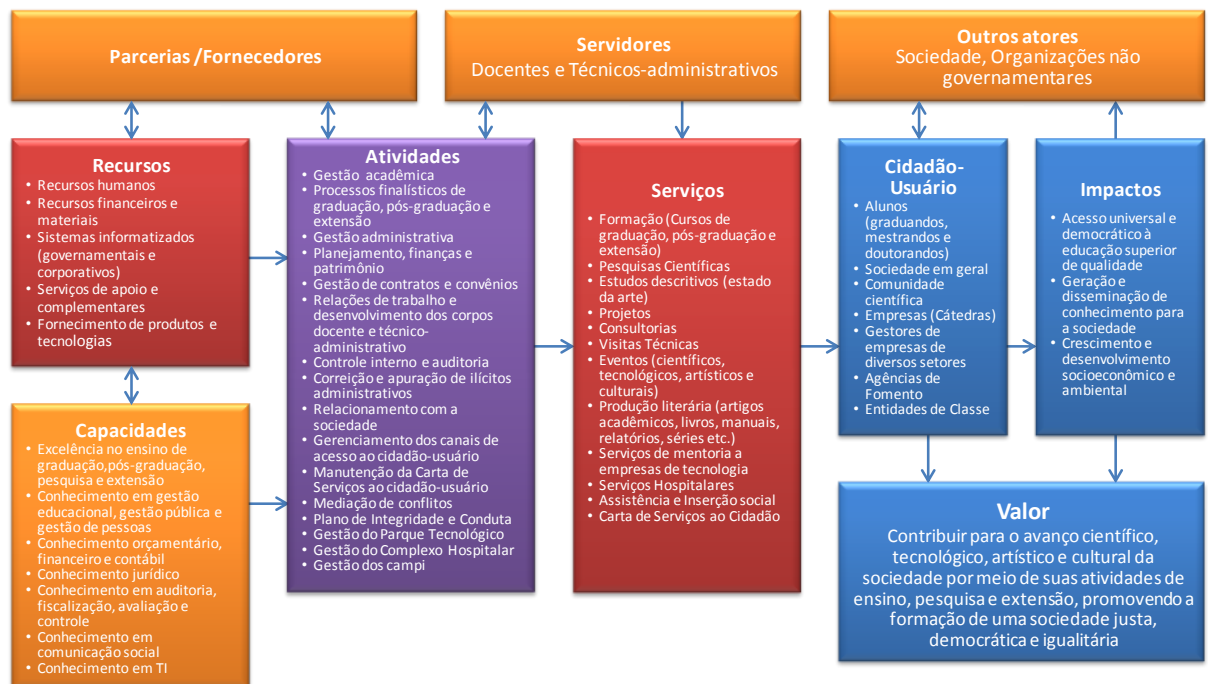 Parcerias /Fornecedores
Servidores
Docentes e Técnicos-administrativos
Outros atores
Sociedade, Organizações não
governamentares
Recursos
• Recursos humanos
• Recursos financeiros e
materiais
• Sistemas informatizados
(governamentais e
corporativos)
• Serviços de apoio e
complementares
• Fornecimento de produtos e
tecnologias
Capacidades
• Excelência no ensino de
graduação,pós-graduação,
pesquisa e extensão
• Conhecimento em gestão
educacional, gestão pública e
gestão de pessoas
• Conhecimento orçamentário,
financeiro e contábil
• Conhecimento jurídico
• Conhecimento em auditoria,
fiscalização, avaliação e
controle
• Conhecimento em
comunicação social
• Conhecimento em TI
Atividades
• Gestão acadêmica
• Processos finalísticos de
graduação, pós-graduação e
extensão
• Gestão administrativa
• Planejamento, finanças e
patrimônio
• Gestão de contratos e convênios
• Relações de trabalho e
desenvolvimento dos corpos
docente e técnico-
administrativo
• Controle interno e auditoria
• Correição e apuração de ilícitos
administrativos
• Relacionamento com a
sociedade
• Gerenciamento dos canais de
acesso ao cidadão-usuário
• Manutenção da Carta de
Serviços ao cidadão-usuário
• Mediação de conflitos
• Plano de Integridade e Conduta
• Gestão do Parque Tecnológico
• Gestão do Complexo Hospitalar
• Gestão dos campi
Serviços
• Formação (Cursos de
graduação, pós-graduação e
extensão)
• Pesquisas Científicas
• Estudos descritivos (estado
da arte)
• Projetos
• Consultorias
• Visitas Técnicas
• Eventos (científicos,
tecnológicos, artísticos e
culturais)
• Produção literária (artigos
acadêmicos, livros, manuais,
relatórios, séries etc.)
• Serviços de mentoria a
empresas de tecnologia
• Serviços Hospitalares
• Assistência e Inserção social
• Carta de Serviços ao Cidadão
Cidadão-
Usuário
• Alunos
(graduandos,
mestrandos e
doutorandos)
• Sociedade em geral
• Comunidade
científica
• Empresas (Cátedras)
• Gestores de
empresas de
diversos setores
• Agências de
Fomento
• Entidades de Classe
Impactos
• Acesso universal e
democrático à
educação superior
de qualidade
• Geração e
disseminação de
conhecimento para
a sociedade
• Crescimento e
desenvolvimento
socioeconômico e
ambiental
Valor
Contribuir para o avanço científico,
tecnológico, artístico e cultural da
sociedade por meio de suas atividades de
ensino, pesquisa e extensão, promovendo a
formação de uma sociedade justa,
democrática e igualitária